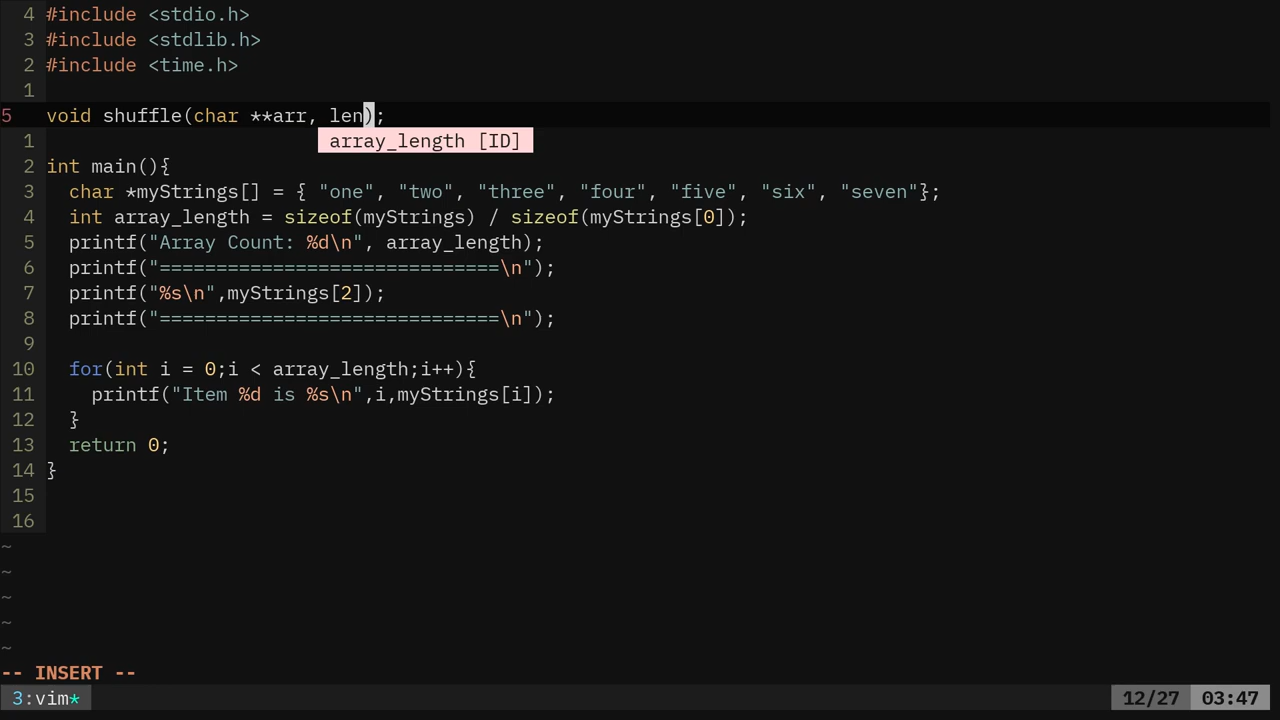 4 #include <stdio.h>
3 #include <stdlib.h>
2 #include <time.h>
1
5 void shuffle(char **arr, len);
array_length [ID]
1
2 int main(){
3   char *myStrings[] = { "one", "two", "three", "four", "five", "six", "seven"};
4   int array_length = sizeof(myStrings) / sizeof(myStrings[0]);
5   printf("Array Count: %d\n", array_length);
6   printf("==============================\n");
7   printf("%s\n",myStrings[2]);
8   printf("==============================\n");
9
10   for(int i = 0;i < array_length;i++){
11     printf("Item %d is %s\n",i,myStrings[i]);
12   }
13   return 0;
14 }
15
16
~
~
~
~
~
-- INSERT --
3:vim* 12/27 03:47